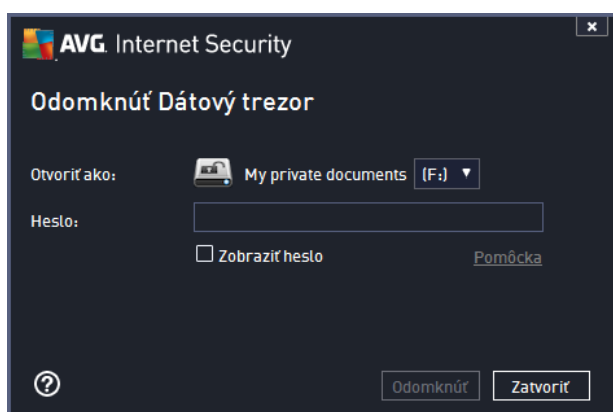 AVG. Internet Security
Odomknúť Dátový trezor
Otvoriť ako: My private documents (F:)
Heslo:
Zobraziť heslo Pomôcka
Odomknúť Zatvoriť